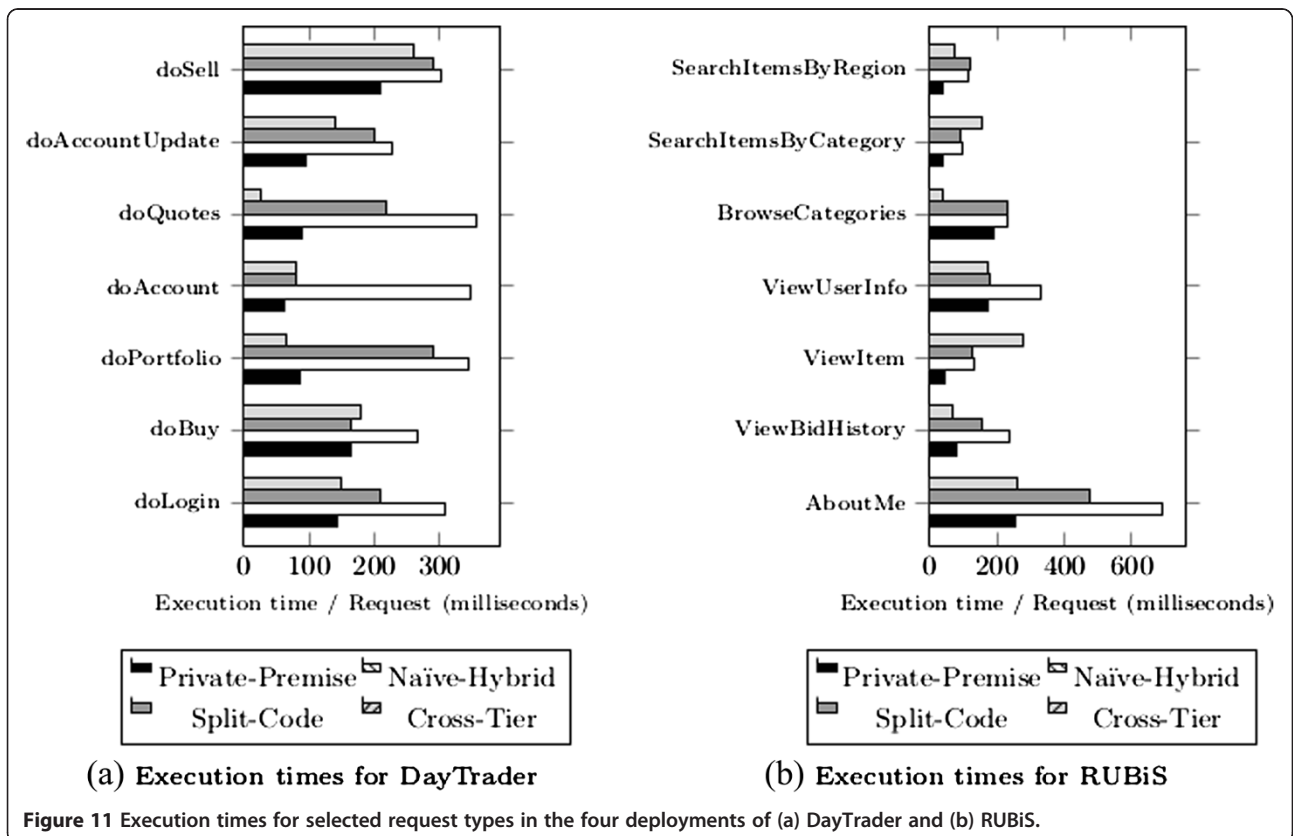 doSell
doAccountUpdate
doQuotes
doAccount
doPortfolio
doBuy
doLogin
0 100 200 300
Execution time / Request (milliseconds)
Private-Premise Naïve-Hybrid
Split-Code Cross-Tier
(a) Execution times for DayTrader
SearchItemsByRegion
SearchItemsByCategory
BrowseCategories
ViewUserInfo
ViewItem
ViewBidHistory
AboutMe
0 200 400 600
Execution time / Request (milliseconds)
Private-Premise Naïve-Hybrid
Split-Code Cross-Tier
(b) Execution times for RUBiS
Figure 11 Execution times for selected request types in the four deployments of (a) DayTrader and (b) RUBiS.